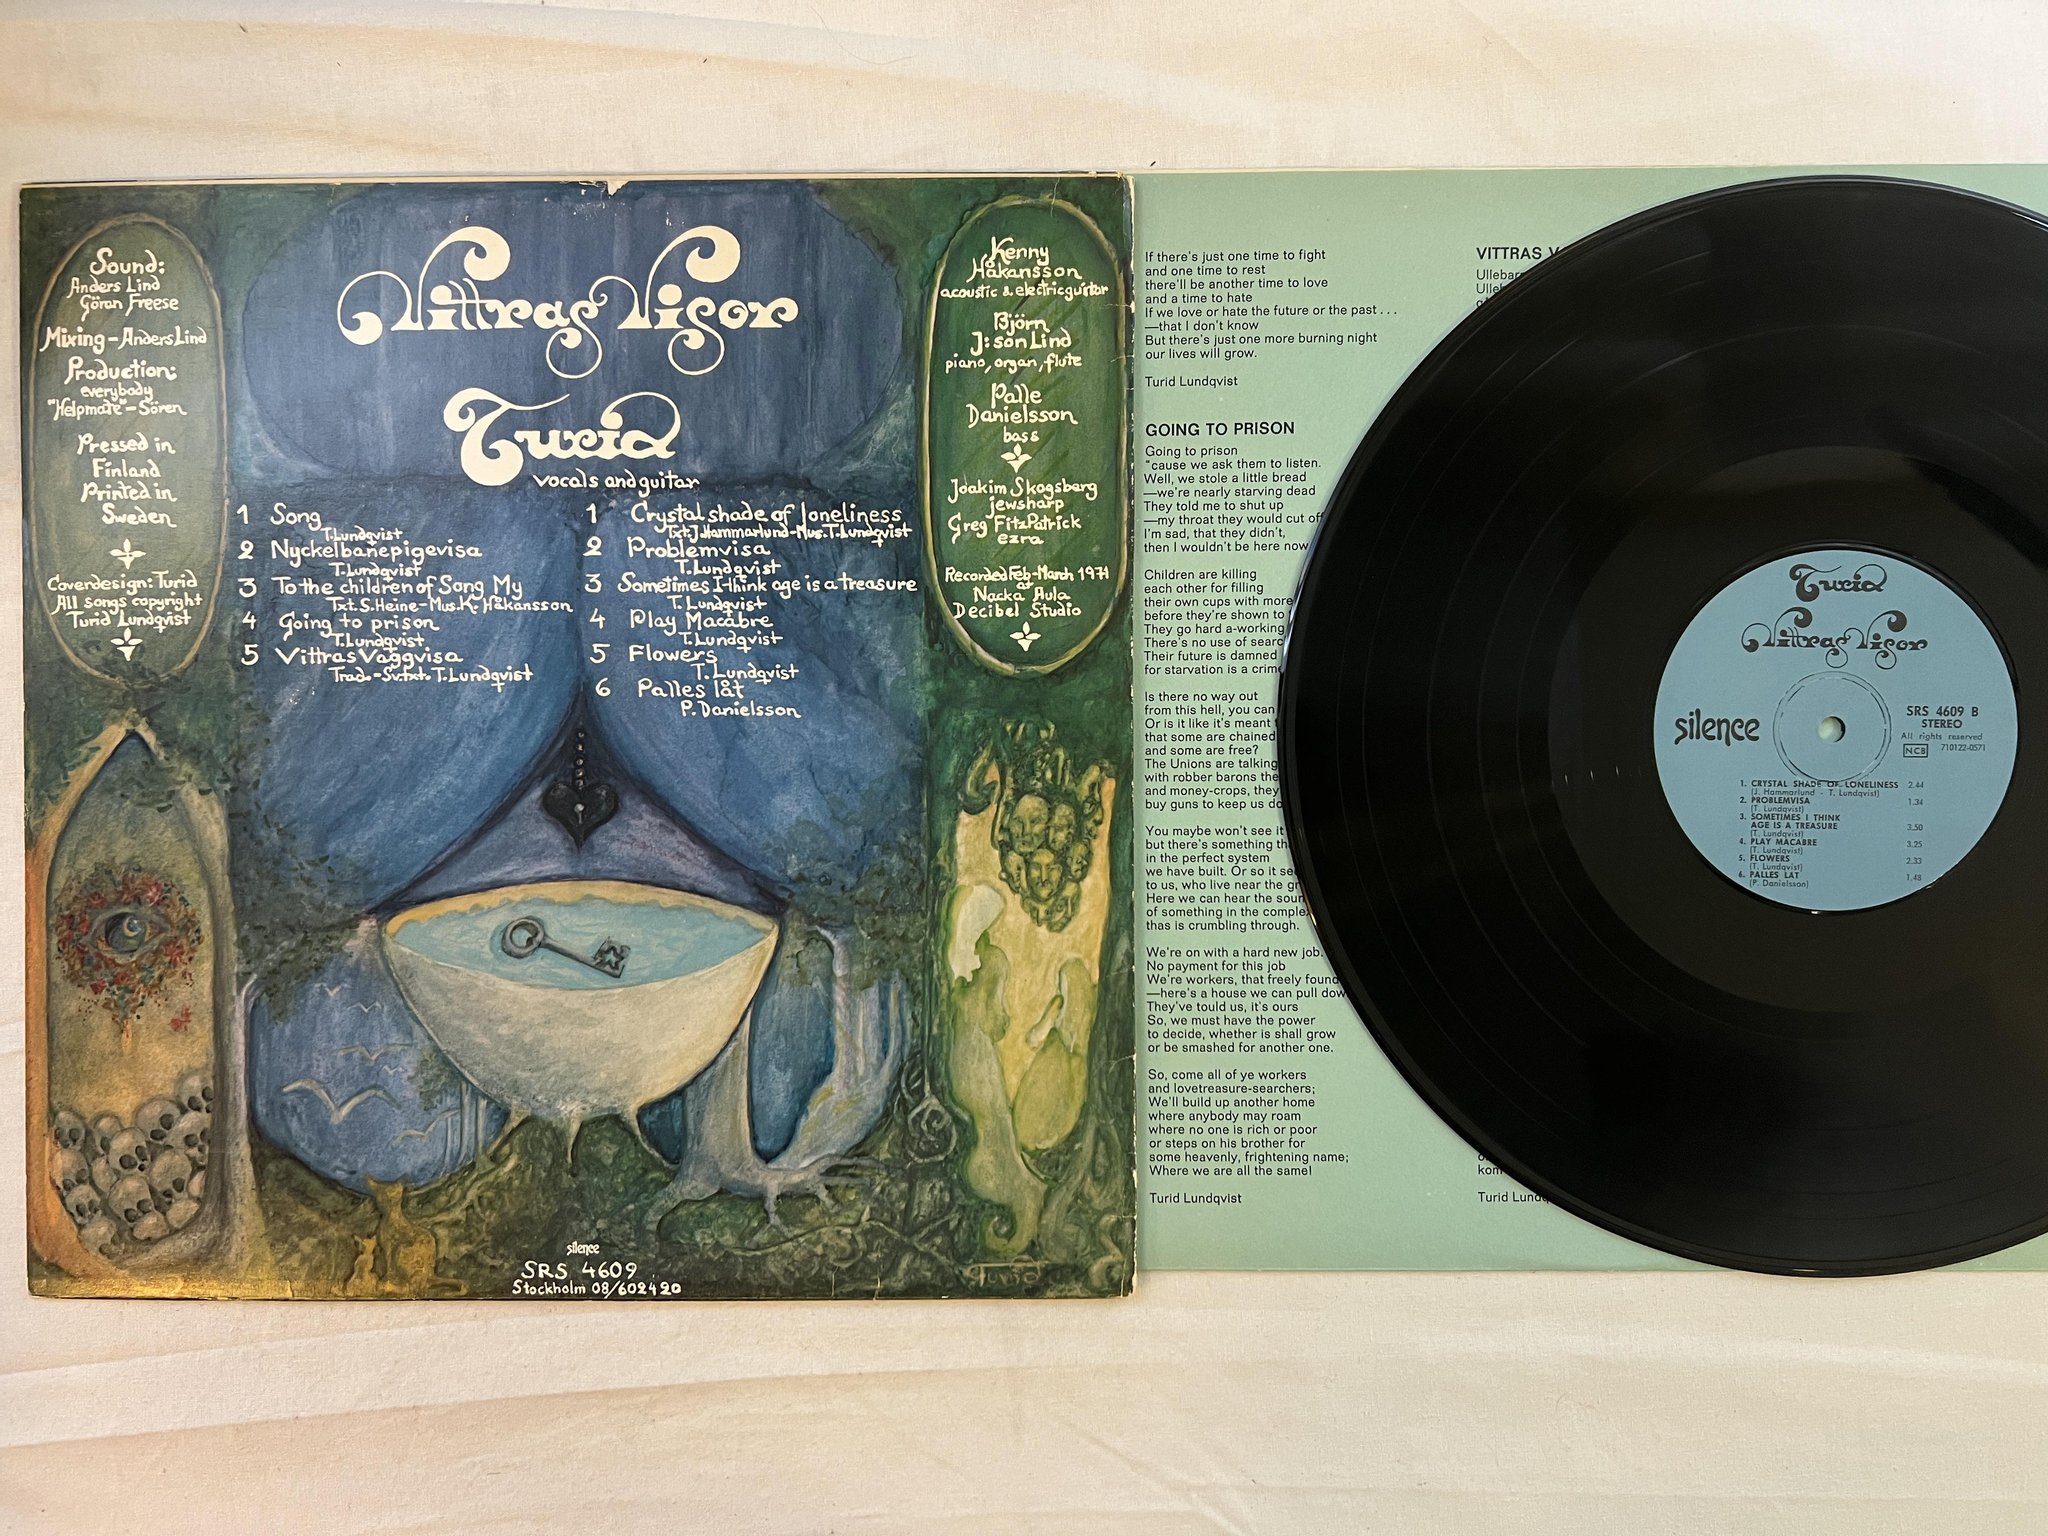 Sound:
Anders Lind
Göran Freese
Mixing-Anders Lind
Production:
everybody
"Helpmate"-Sören
Pressed in
Finland
Printed in
Sweden
Coverdesign: Turid
All songs copyright
Turid Lundqvist
Vittras Visor
Turid
vocals and guitar
1 Song
T. Lundqvist
2 Nyckelbarnepigevisa
T. Lundqvist
3 To the children of Song My
Txt. S. Heine-Mus. K. Håkansson
4 Going to prison
T. Lundqvist
5 Vittras Vaggvisa
Trad.-Sv. txt. T. Lundqvist
1 Crystal shade of loneliness
Txt. J. Hammarlund-Mus. T. Lundqvist
2 Problemvisa
T. Lundqvist
3 Sometimes I think age is a treasure
T. Lundqvist
4 Play Macabre
T. Lundqvist
5 Flowers
T. Lundqvist
6 Palles låt
P. Danielsson
Kenny
Håkansson
acoustic & electric guitar
Björn
J:son Lind
piano, organ, flute
Palle
Danielsson
bass
Joakim Skogsberg
jewsharp
Greg FitzPatrick
ezra
Recorded Feb-March 1971
at
Nacka Aula
Decibel Studio
silence
SRS 4609
Stockholm 08/602420
Turid
If there's just one time to fight
and one time to rest
there'll be another time to love
and a time to hate
If we love or hate the future or the past . . .
—that I don't know
But there's just one more burning night
our lives will grow.
Turid Lundqvist
GOING TO PRISON
Going to prison
"cause we ask them to listen.
Well, we stole a little bread
—we're nearly starving dead
They told me to shut up
—my throat they would cut off
I'm sad, that they didn't,
then I wouldn't be here now
Children are killing
each other for filling
their own cups with more
before they're shown to
They go hard a-working
There's no use of
Their future is damned
for starvation is a crime
Is there no way out
from this hell, you can
Or is it like it's meant
that some are chained
and some are free?
The Unions are talking
with robber barons
and money-crops, they
buy guns to keep us
You maybe won't see it
but there's something
in the perfect system
we have built. Or so it
to us, who live near the
Here we can hear the
of something in the
thas is crumbling through.
We're on with a hard new job.
No payment for this job
We're workers, that freely found
—here's a house we can pull
They've tould us, it's ours
So, we must have the power
to decide, whether is shall grow
or be smashed for another one.
So, come all of ye workers
and lovetreasure-searchers;
We'll build up another home
where anybody may roam
where no one is rich or poor
or steps on his brother for
some heavenly, frightening name;
Where we are all the same!
Turid Lundqvist
VITTRAS
Turid
Turid
Vittras Visor
silence
SRS 4609 B
STEREO
All rights reserved
NCB 710122-0571
1. CRYSTAL SHADE OF LONELINESS 2.44
(J. Hammarlund - T. Lundqvist)
2. PROBLEMVISA 1.34
(T. Lundqvist)
3. SOMETIMES I THINK
AGE IS A TREASURE 3.50
(T. Lundqvist)
4. PLAY MACABRE 3.25
(T. Lundqvist)
5. FLOWERS 2.33
(T. Lundqvist)
6. PALLES LÅT 1.48
(P. Danielsson)